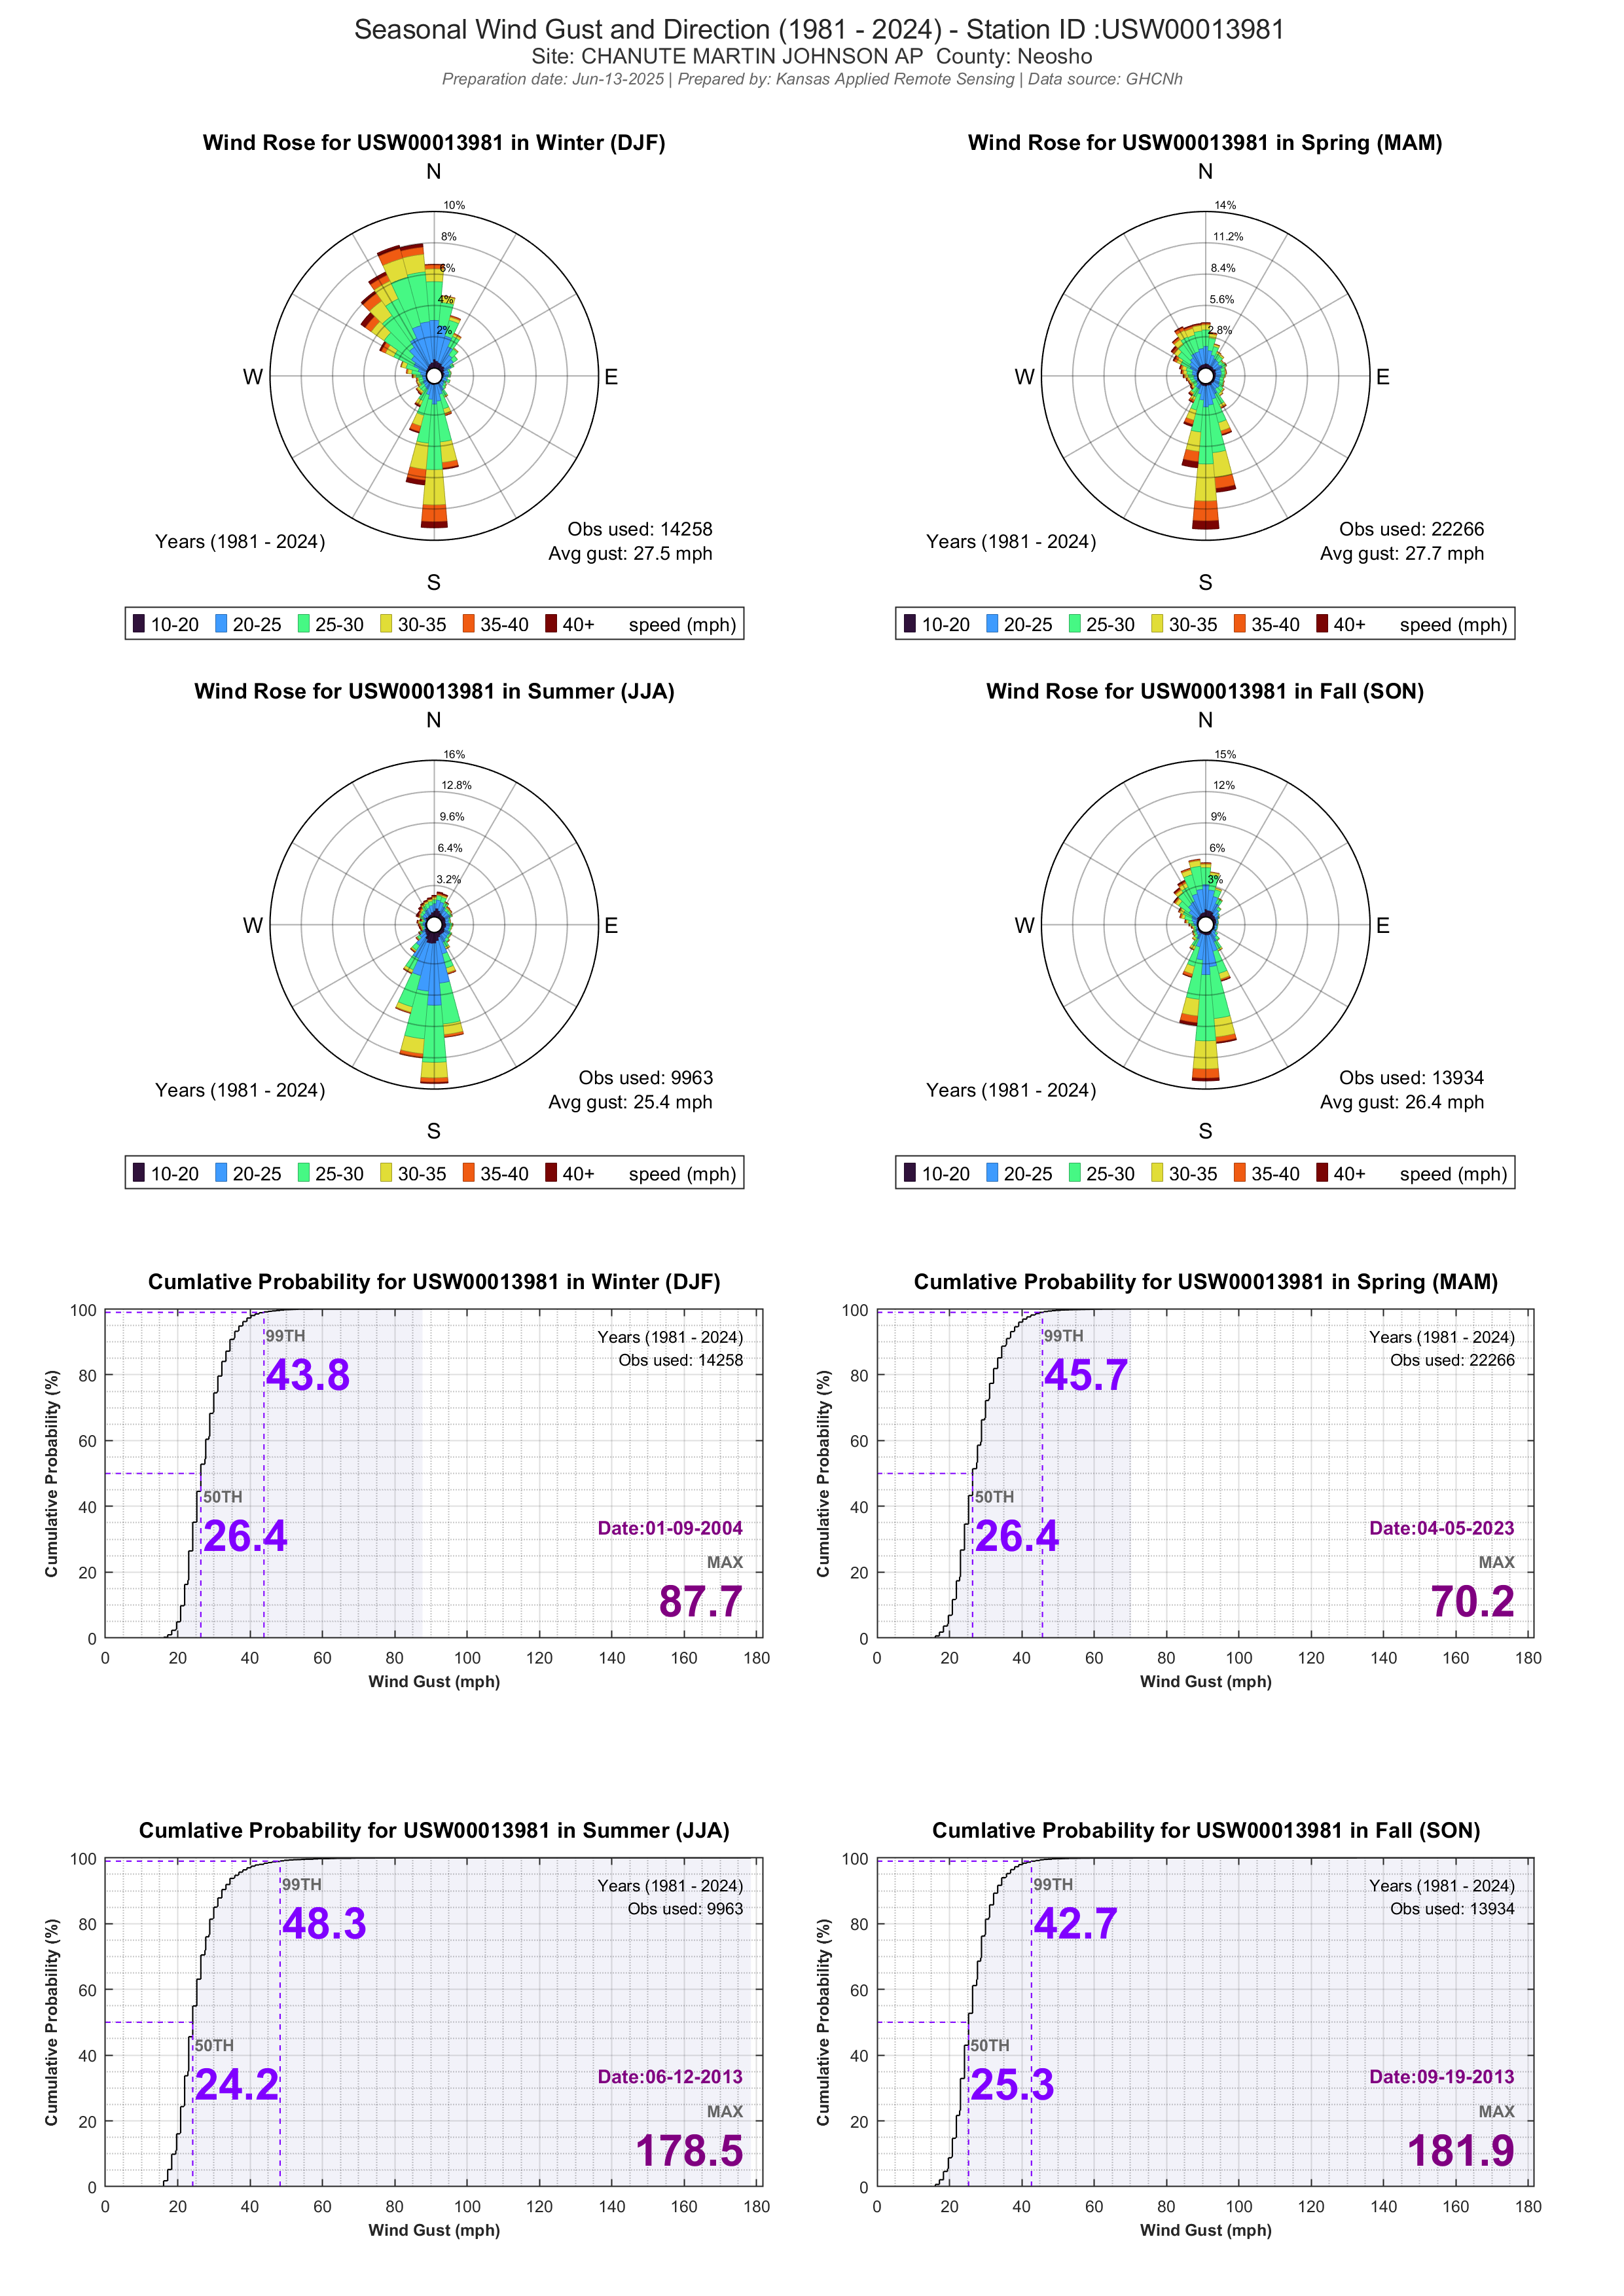 Seasonal Wind Gust and Direction (1981 - 2024) - Station ID :USW00013981
Site: CHANUTE MARTIN JOHNSON AP  County: Neosho
Preparation date: Jun-13-2025 | Prepared by: Kansas Applied Remote Sensing | Data source: GHCNh
Wind Rose for USW00013981 in Winter (DJF)
N
10%
8%
6%
4%
2%
W
E
S
Years (1981 - 2024)
Obs used: 14258
Avg gust: 27.5 mph
10-20 20-25 25-30 30-35 35-40 40+ speed (mph)
Wind Rose for USW00013981 in Spring (MAM)
N
14%
11.2%
8.4%
5.6%
2.8%
W
E
S
Years (1981 - 2024)
Obs used: 22266
Avg gust: 27.7 mph
10-20 20-25 25-30 30-35 35-40 40+ speed (mph)
Wind Rose for USW00013981 in Summer (JJA)
N
16%
12.8%
9.6%
6.4%
3.2%
W
E
S
Years (1981 - 2024)
Obs used: 9963
Avg gust: 25.4 mph
10-20 20-25 25-30 30-35 35-40 40+ speed (mph)
Wind Rose for USW00013981 in Fall (SON)
N
15%
12%
9%
6%
3%
W
E
S
Years (1981 - 2024)
Obs used: 13934
Avg gust: 26.4 mph
10-20 20-25 25-30 30-35 35-40 40+ speed (mph)
Cumlative Probability for USW00013981 in Winter (DJF)
Cumulative Probability (%)
100
80
60
40
20
0
99TH
43.8
50TH
26.4
Years (1981 - 2024)
Obs used: 14258
Date:01-09-2004
MAX
87.7
0 20 40 60 80 100 120 140 160 180
Wind Gust (mph)
Cumlative Probability for USW00013981 in Spring (MAM)
Cumulative Probability (%)
100
80
60
40
20
0
99TH
45.7
50TH
26.4
Years (1981 - 2024)
Obs used: 22266
Date:04-05-2023
MAX
70.2
0 20 40 60 80 100 120 140 160 180
Wind Gust (mph)
Cumlative Probability for USW00013981 in Summer (JJA)
Cumulative Probability (%)
100
80
60
40
20
0
99TH
48.3
50TH
24.2
Years (1981 - 2024)
Obs used: 9963
Date:06-12-2013
MAX
178.5
0 20 40 60 80 100 120 140 160 180
Wind Gust (mph)
Cumlative Probability for USW00013981 in Fall (SON)
Cumulative Probability (%)
100
80
60
40
20
0
99TH
42.7
50TH
25.3
Years (1981 - 2024)
Obs used: 13934
Date:09-19-2013
MAX
181.9
0 20 40 60 80 100 120 140 160 180
Wind Gust (mph)